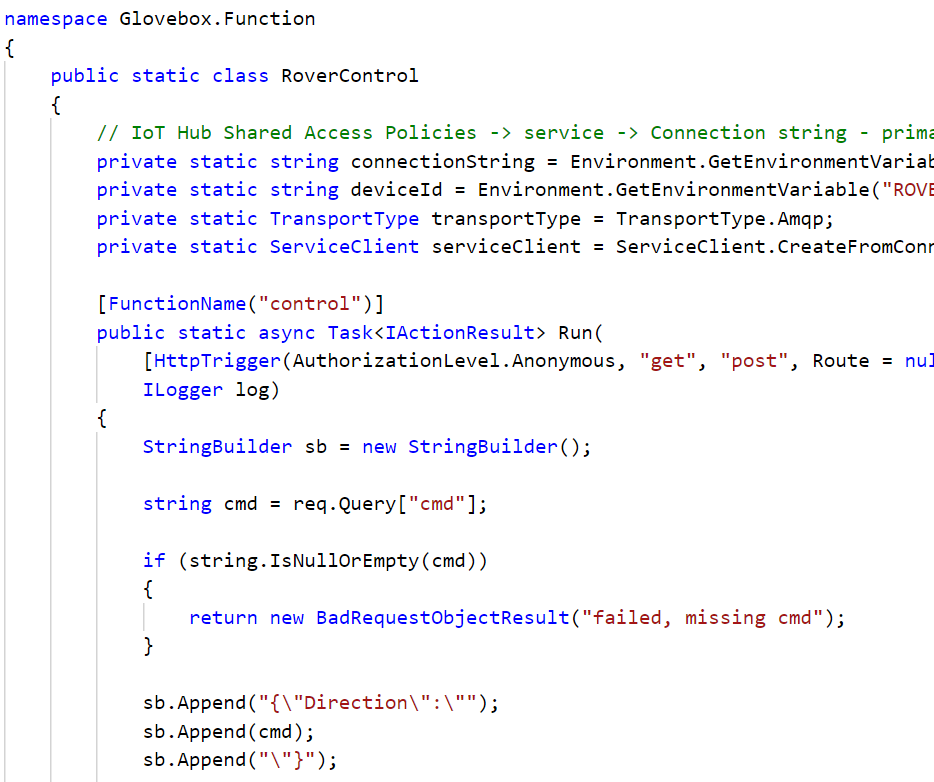 namespace Glovebox.Function
{
public static class RoverControl
{
// IoT Hub Shared Access Policies -> service -> Connection string - prima
private static string connectionString = Environment.GetEnvironmentVariab
private static string deviceId = Environment.GetEnvironmentVariable("ROVE
private static TransportType transportType = TransportType.Amqp;
private static ServiceClient serviceClient = ServiceClient.CreateFromConn
[FunctionName("control")]
public static async Task<IActionResult> Run(
[HttpTrigger(AuthorizationLevel.Anonymous, "get", "post", Route = nul
ILogger log)
{
StringBuilder sb = new StringBuilder();
string cmd = req.Query["cmd"];
if (string.IsNullOrEmpty(cmd))
{
return new BadRequestObjectResult("failed, missing cmd");
}
sb.Append("{\"Direction\":\"");
sb.Append(cmd);
sb.Append("\"}");